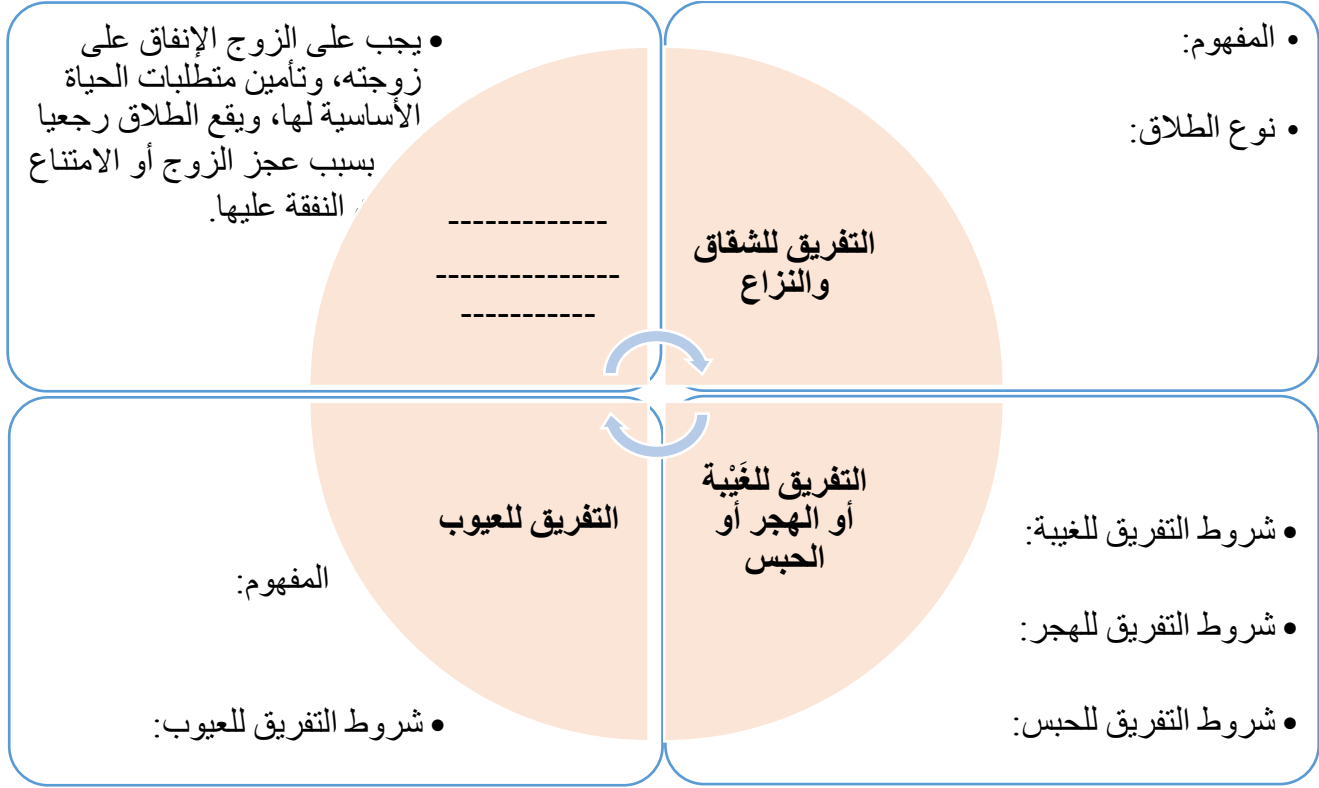 • المفهوم:
• نوع الطلاق:
التفريق للشقاق
والنزاع
• يجب على الزوج الإنفاق على
زوجته، وتأمين متطلبات الحياة
الأساسية لها، ويقع الطلاق رجعيا
بسبب عجز الزوج أو الامتناع
النفقة عليها.
-------------
---------------
-----------
التفريق للغَيْبة
أو الهجر أو
الحبس
• شروط التفريق للغيبة:
• شروط التفريق للهجر:
• شروط التفريق للحبس:
التفريق للعيوب
المفهوم:
• شروط التفريق للعيوب: